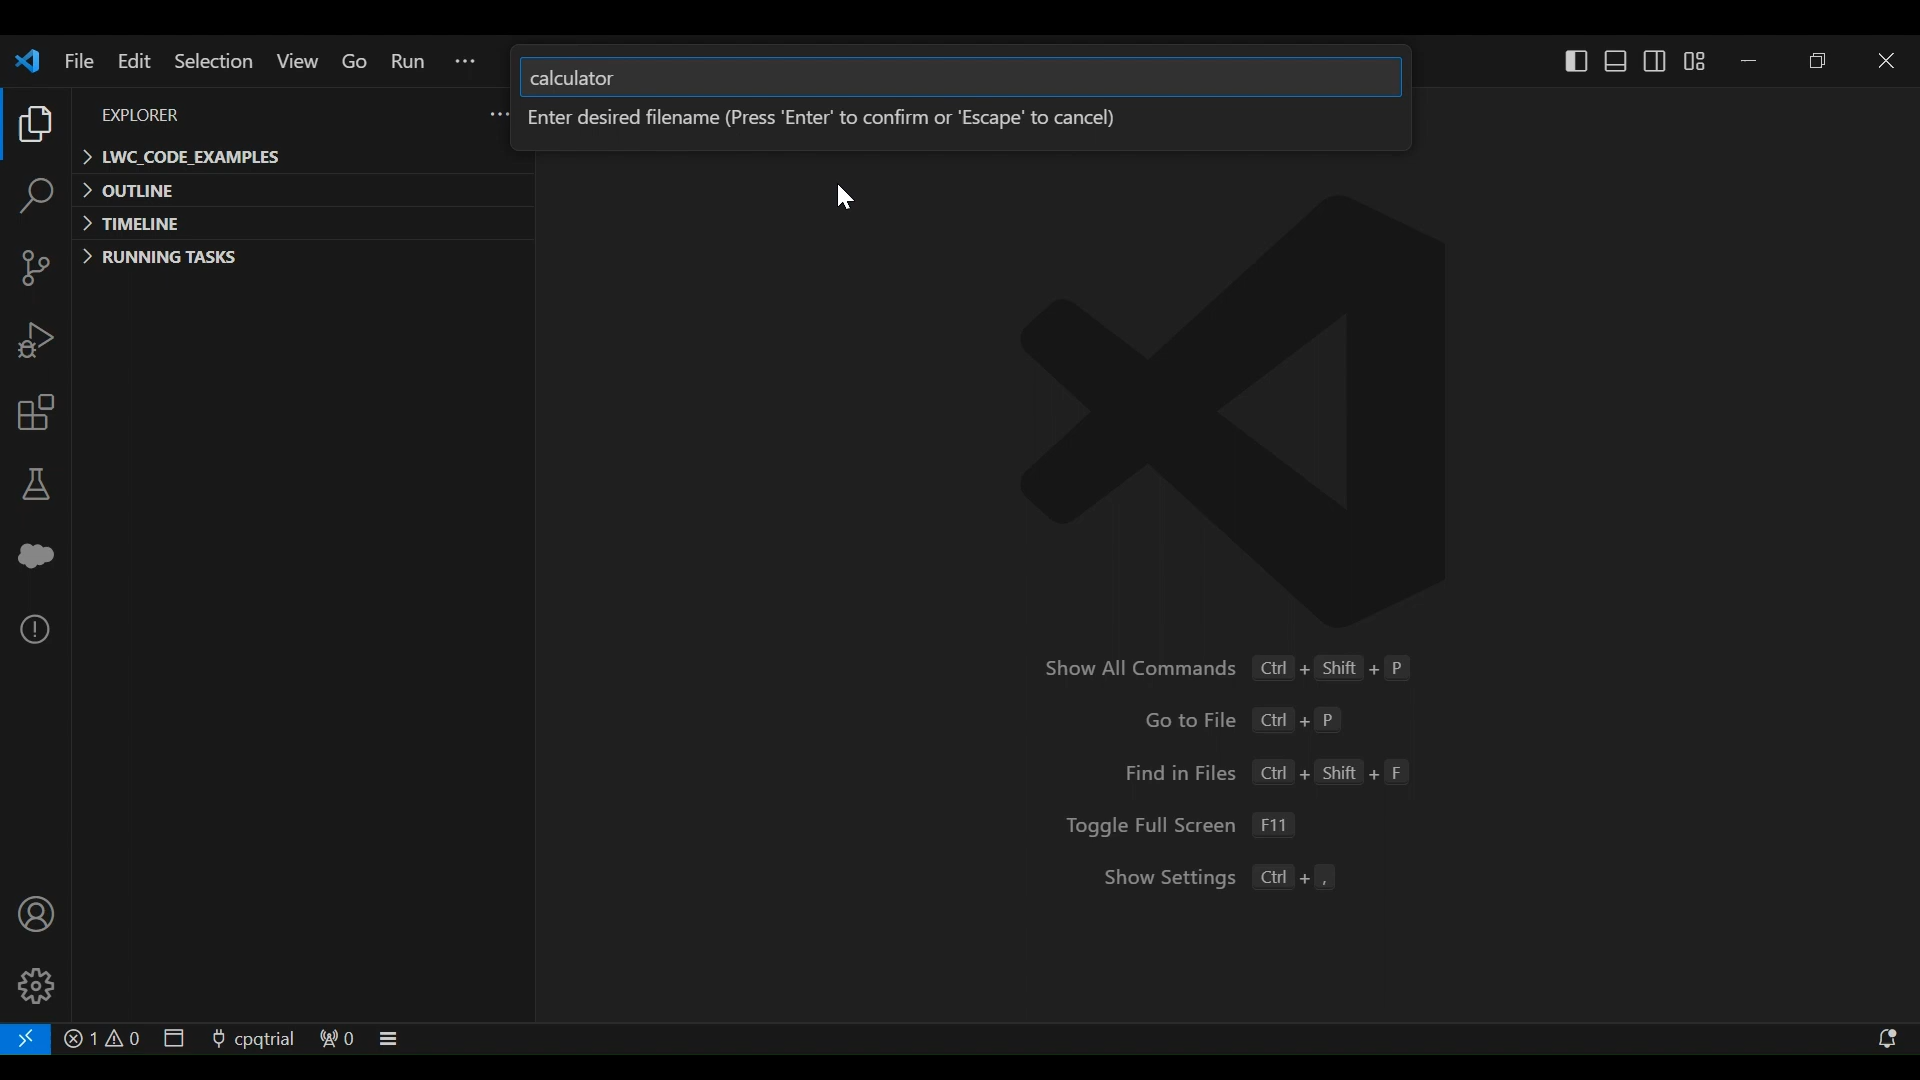 File Edit Selection View Go Run ···
calculator
Enter desired filename (Press 'Enter' to confirm or 'Escape' to cancel)
EXPLORER ···
LWC_CODE_EXAMPLES
OUTLINE
TIMELINE
RUNNING TASKS
Show All Commands Ctrl + Shift + P
Go to File Ctrl + P
Find in Files Ctrl + Shift + F
Toggle Full Screen F11
Show Settings Ctrl + ,
1 0 cpqtrial 0